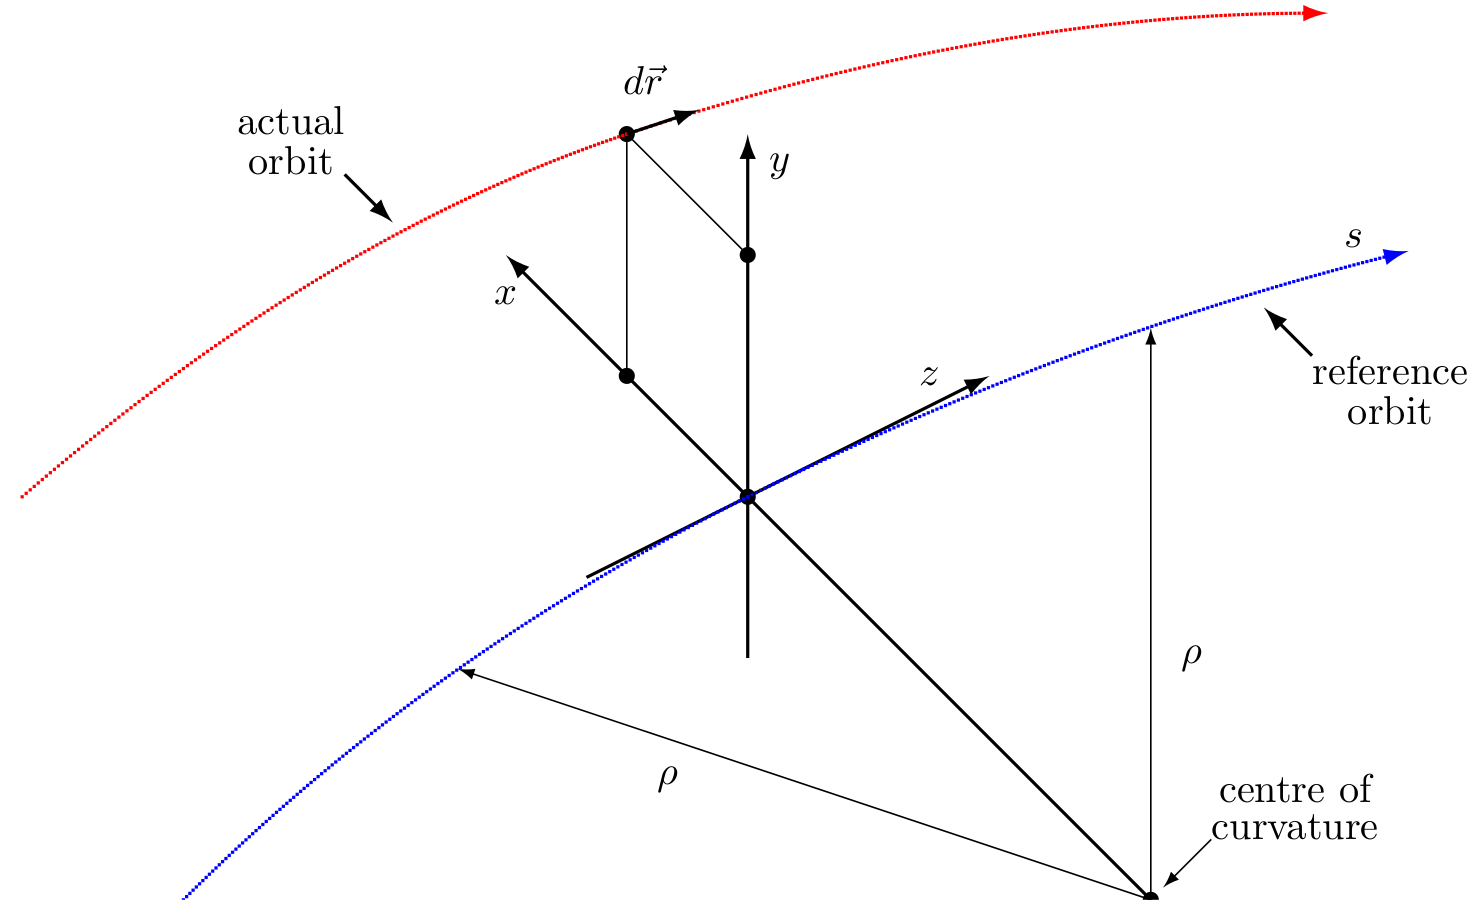 d𝑟⃗
actual
orbit
y
s
x
z
reference
orbit
ρ
ρ
centre of
curvature